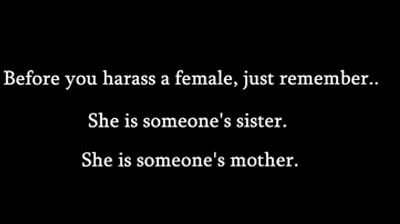 Before you harass a female, just remember..
She is someone's sister.
She is someone's mother.